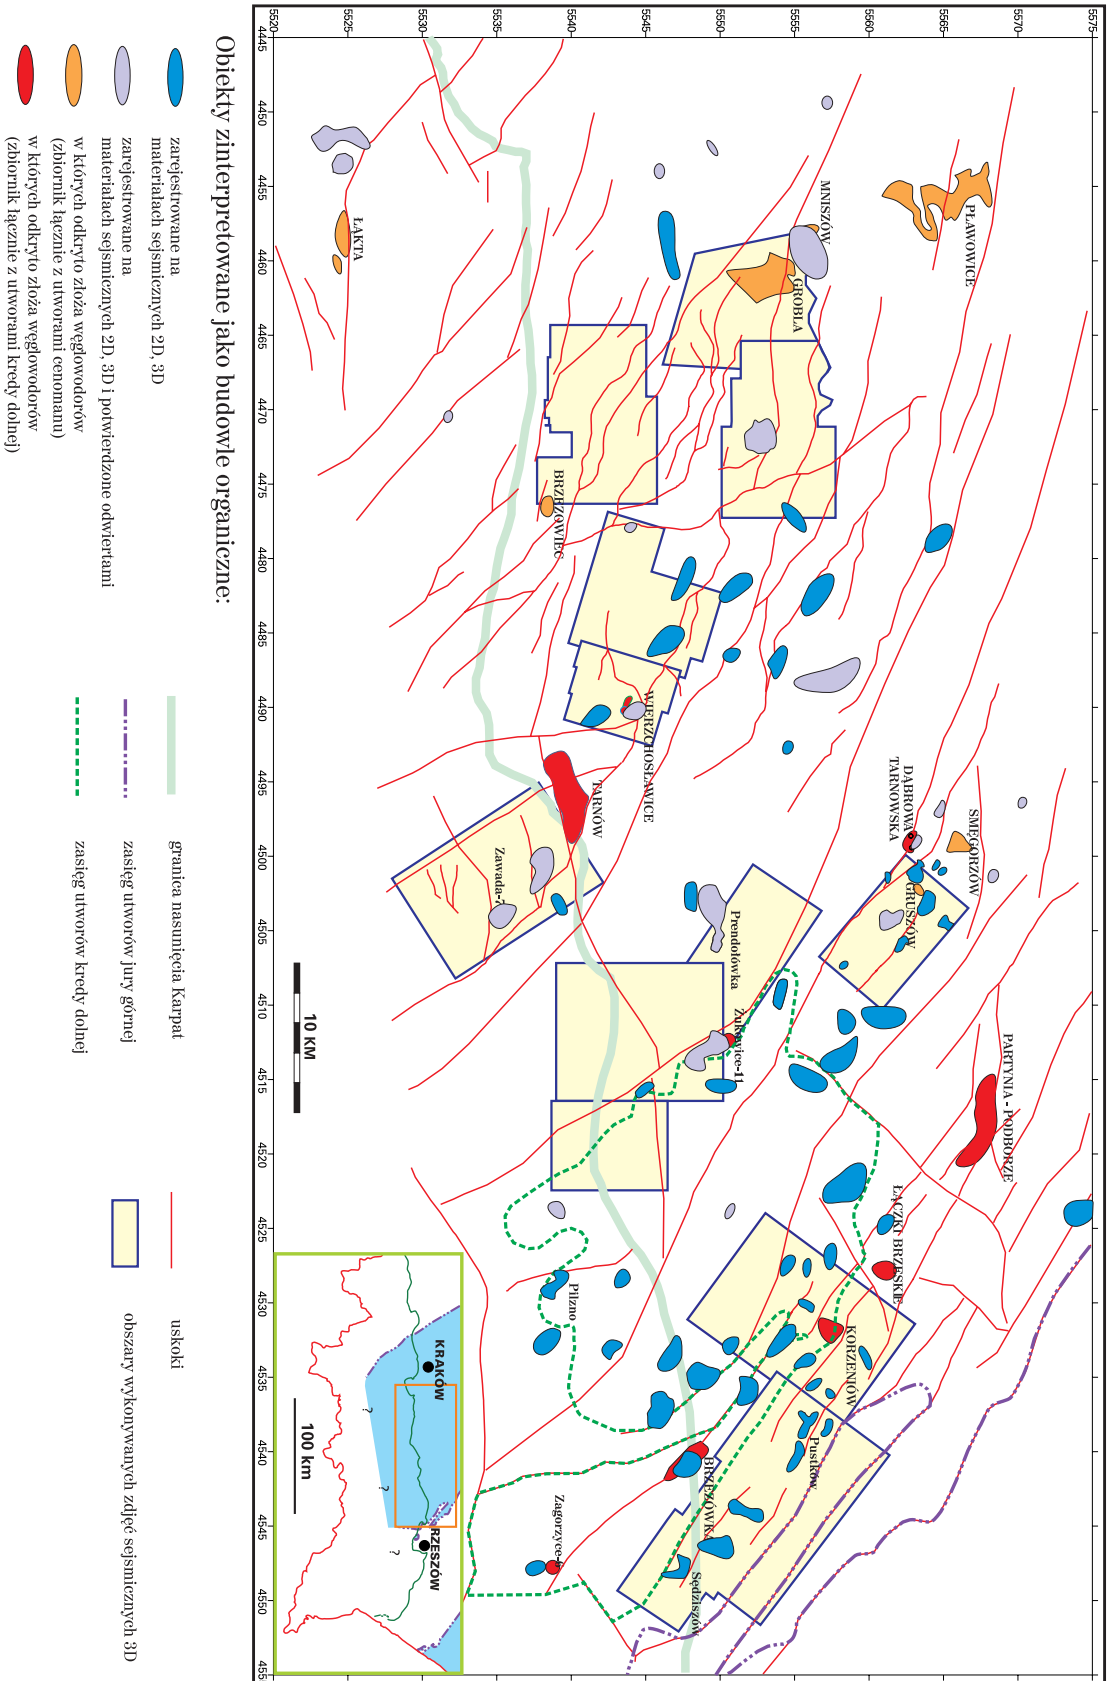 5575
5570
5565
5560
5555
5550
5545
5540
5535
5530
5525
5520
4445
4450
4455
4460
4465
4470
4475
4480
4485
4490
4495
4500
4505
4510
4515
4520
4525
4530
4535
4540
4545
4550
455
PŁAWOWICE
MNISZÓW
GROBLA
ŁAKTA
BRZEZOWIEC
WIERZCHOSŁAWICE
TARNÓW
DĄBROWA
TARNOWSKA
SMĘGORZÓW
GRUSZÓW
Zawada-7
Prendołówka
Żukowice-11
PARTYNIA - PODBORZE
ŁĄCZKI BRZESKIE
KORZENIÓW
Pilzno
Pustków
BRZEZÓWKA
Zagorzyce-6
Sędziszów
10 KM
KRAKÓW
RZESZÓW
?
?
?
100 km
Obiekty zinterpretowane jako budowle organiczne:
zarejestrowane na
materiałach sejsmicznych 2D, 3D
zarejestrowane na
materiałach sejsmicznych 2D, 3D i potwierdzone odwiertami
w których odkryto złoża węglowodorów
(zbiornik łącznie z utworami cenomanu)
w których odkryto złoża węglowodorów
(zbiornik łącznie z utworami kredy dolnej)
granica nasunięcia Karpat
zasięg utworów jury górnej
zasięg utworów kredy dolnej
uskoki
obszary wykonywanych zdjęć sejsmicznych 3D